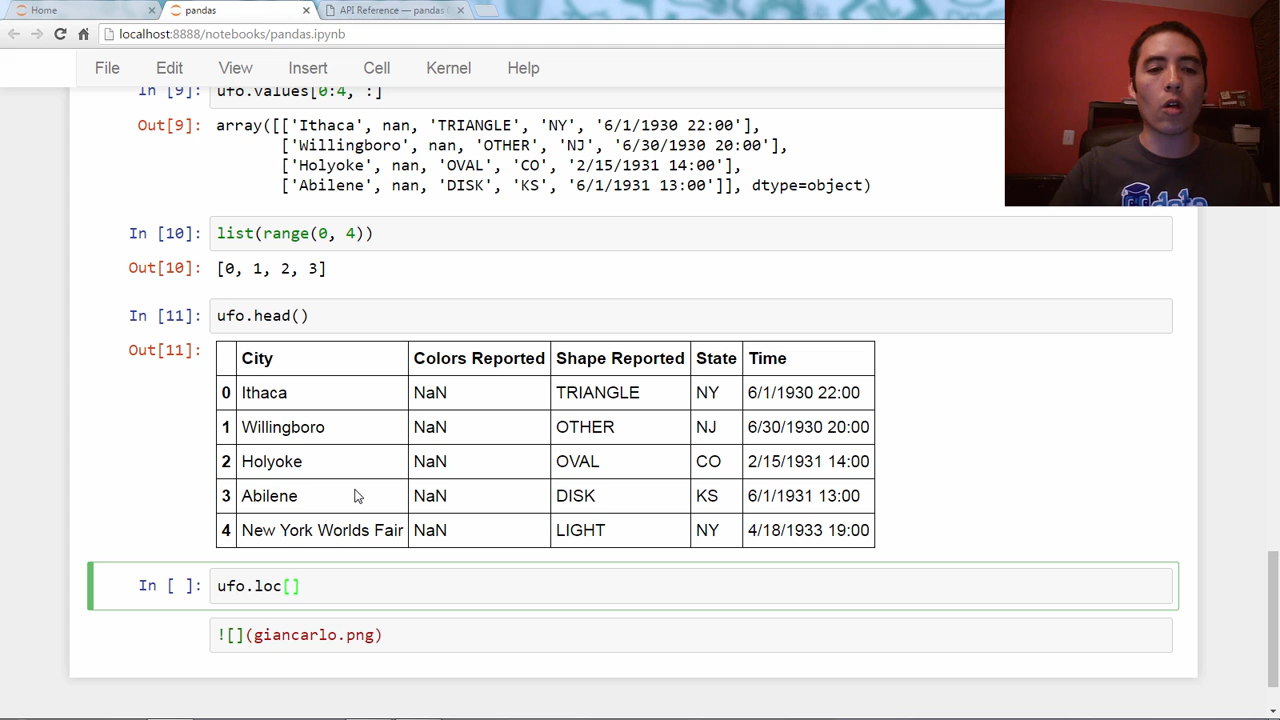 Home × pandas × API Reference — pandas ×
localhost:8888/notebooks/pandas.ipynb
File Edit View Insert Cell Kernel Help
In [9]: ufo.values[0:4, :]
Out[9]: array([['Ithaca', nan, 'TRIANGLE', 'NY', '6/1/1930 22:00'],
['Willingboro', nan, 'OTHER', 'NJ', '6/30/1930 20:00'],
['Holyoke', nan, 'OVAL', 'CO', '2/15/1931 14:00'],
['Abilene', nan, 'DISK', 'KS', '6/1/1931 13:00']], dtype=object)
In [10]: list(range(0, 4))
Out[10]: [0, 1, 2, 3]
In [11]: ufo.head()
Out[11]:
City Colors Reported Shape Reported State Time
0 Ithaca NaN TRIANGLE NY 6/1/1930 22:00
1 Willingboro NaN OTHER NJ 6/30/1930 20:00
2 Holyoke NaN OVAL CO 2/15/1931 14:00
3 Abilene NaN DISK KS 6/1/1931 13:00
4 New York Worlds Fair NaN LIGHT NY 4/18/1933 19:00
In [ ]: ufo.loc[]
![](giancarlo.png)